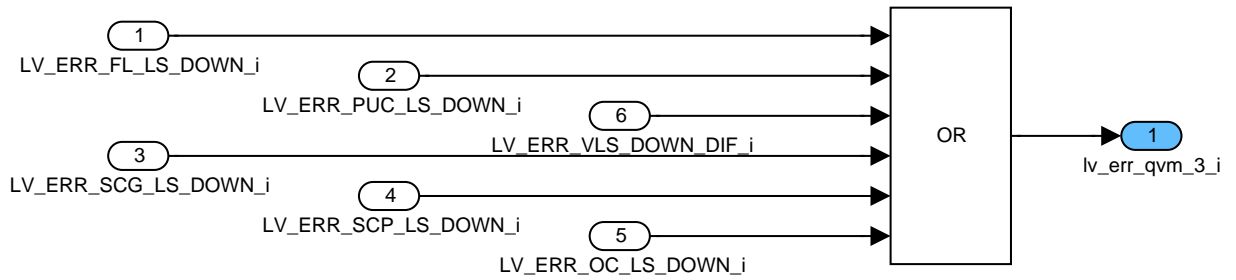 1
LV_ERR_FL_LS_DOWN_i
2
LV_ERR_PUC_LS_DOWN_i
6
LV_ERR_VLS_DOWN_DIF_i
3
LV_ERR_SCG_LS_DOWN_i
4
LV_ERR_SCP_LS_DOWN_i
5
LV_ERR_OC_LS_DOWN_i
OR
1
lv_err_qvm_3_i